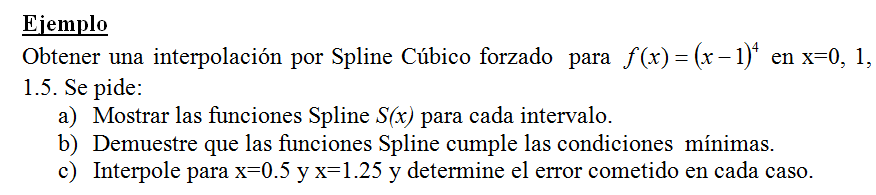 Ejemplo
Obtener una interpolación por Spline Cúbico forzado para f(x) = (x − 1)⁴ en x=0, 1,
1.5. Se pide:
a) Mostrar las funciones Spline S(x) para cada intervalo.
b) Demuestre que las funciones Spline cumple las condiciones mínimas.
c) Interpole para x=0.5 y x=1.25 y determine el error cometido en cada caso.